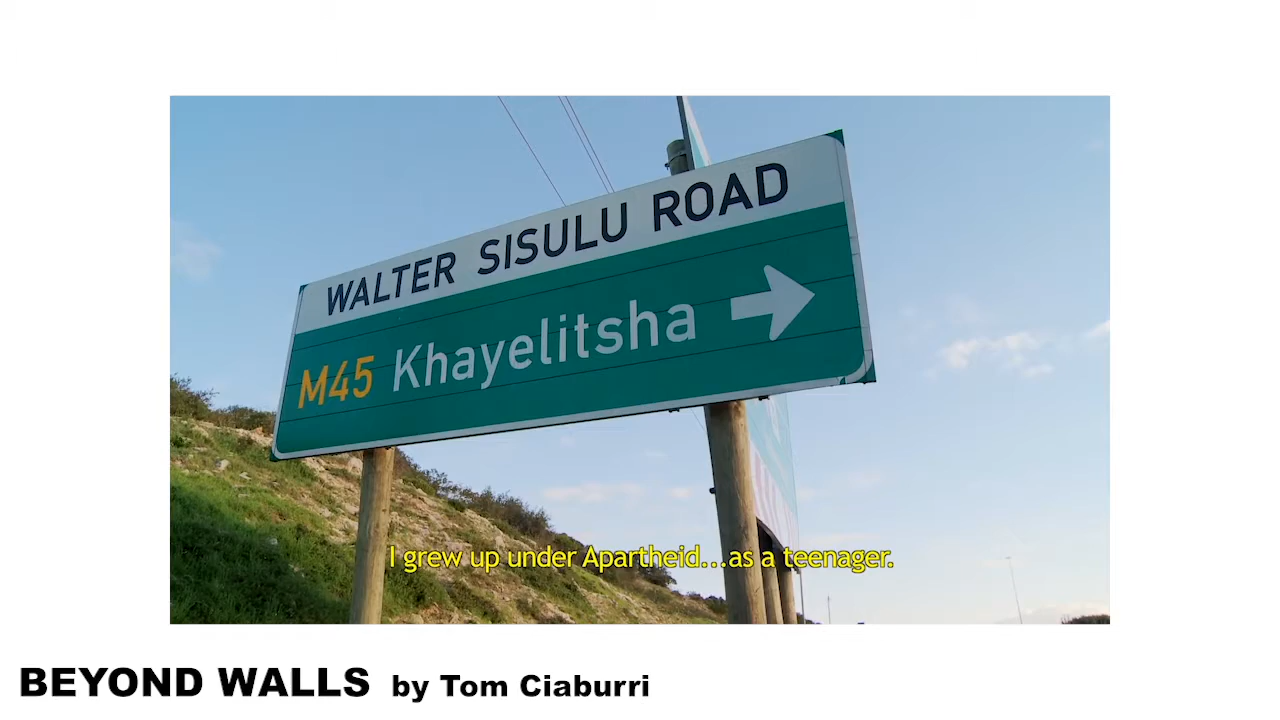 WALTER SISULU ROAD
M45 Khayelitsha
I grew up under Apartheid...as a teenager.
BEYOND WALLS by Tom Ciaburri